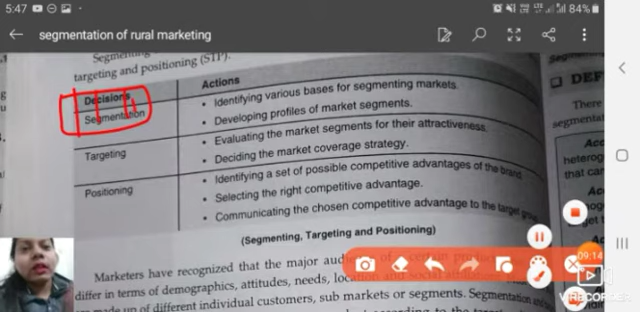 5:47 84%
segmentation of rural marketing
targeting and positioning (STP).
Decisions Actions
Segmentation • Identifying various bases for segmenting markets.
• Developing profiles of market segments.
Targeting • Evaluating the market segments for their attractiveness.
• Deciding the market coverage strategy.
Positioning • Identifying a set of possible competitive advantages of the brand
• Selecting the right competitive advantage.
• Communicating the chosen competitive advantage to the target group
(Segmenting, Targeting and Positioning)
Marketers have recognized that the major
differ in terms of demographics, attitudes, needs,
made up of different individual customers, sub markets or segments. Segmentation
DEF
There
segmentat
heterog
that can
09:14